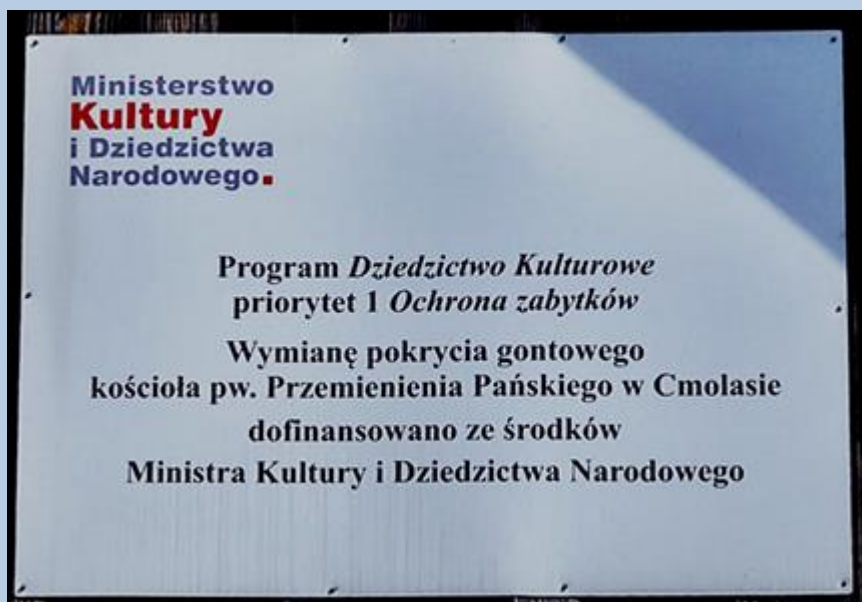 Ministerstwo
Kultury
i Dziedzictwa
Narodowego.
Program Dziedzictwo Kulturowe
priorytet 1 Ochrona zabytków
Wymianę pokrycia gontowego
kościoła pw. Przemienienia Pańskiego w Cmolasie
dofinansowano ze środków
Ministra Kultury i Dziedzictwa Narodowego